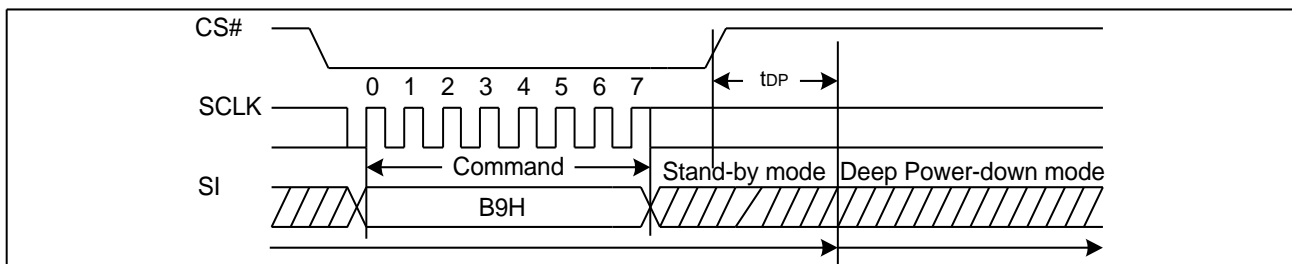 CS#
tDP
0 1 2 3 4 5 6 7
SCLK
Command
Stand-by mode Deep Power-down mode
SI
B9H